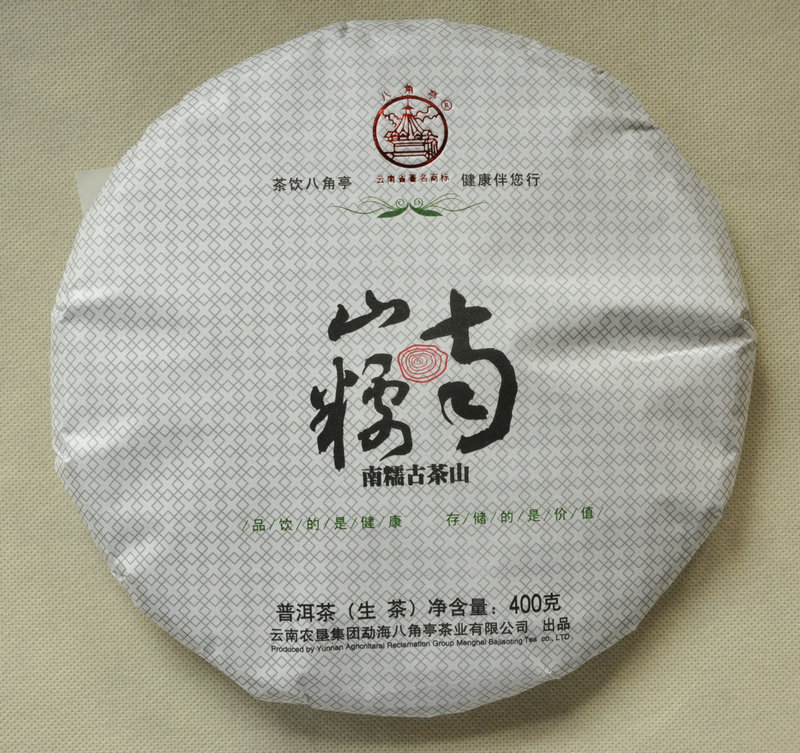 八角亭®
云南省著名商标
茶饮八角亭 健康伴您行
南糯山
南糯古茶山
/品/饮/的/是/健/康 存/储/的/是/价/值/
普洱茶（生 茶）净含量：400克
云南农垦集团勐海八角亭茶业有限公司 出品
Produced by Yunnan Agricnltaral Reclamation Group Menghai Bajiaoting Tea co., LTD